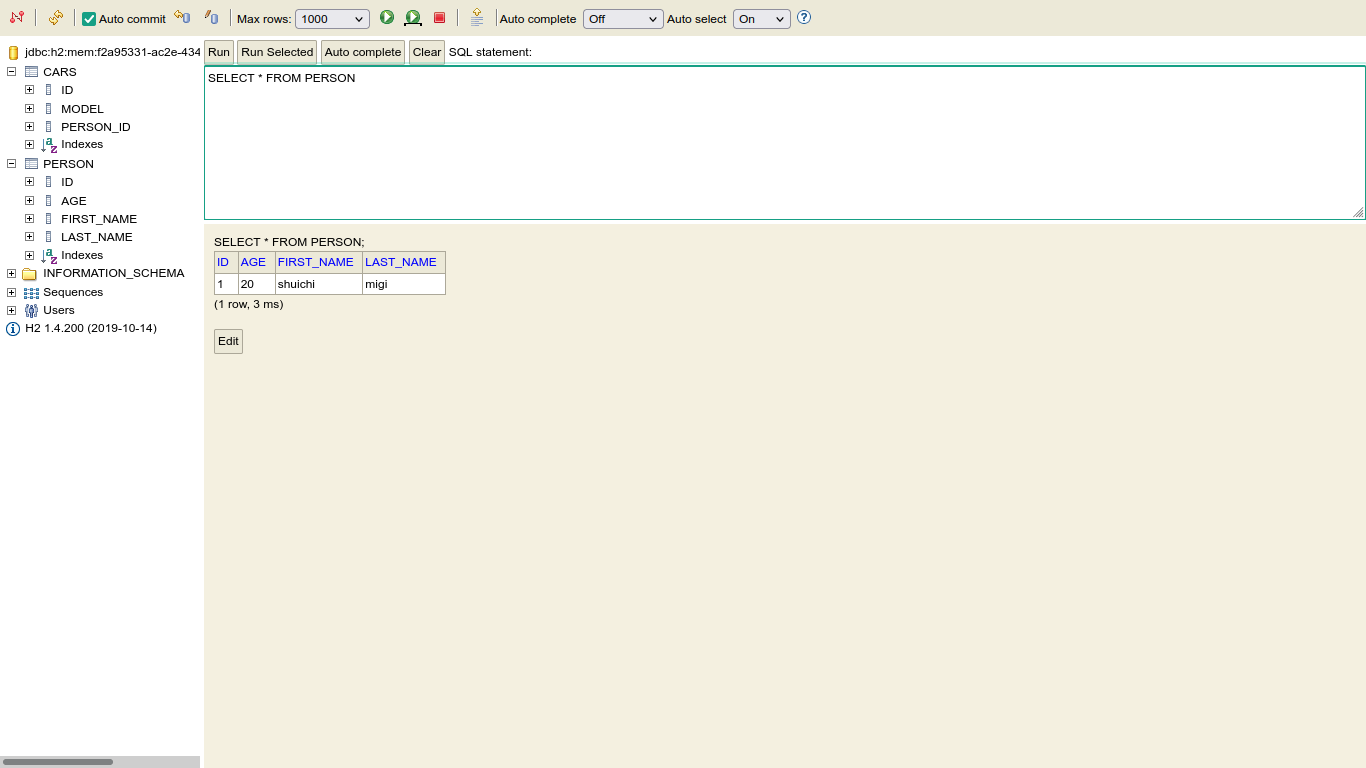 Auto commit Max rows: 1000 Auto complete Off Auto select On ?
jdbc:h2:mem:f2a95331-ac2e-434
CARS
ID
MODEL
PERSON_ID
Indexes
PERSON
ID
AGE
FIRST_NAME
LAST_NAME
Indexes
INFORMATION_SCHEMA
Sequences
Users
H2 1.4.200 (2019-10-14)
Run Run Selected Auto complete Clear SQL statement:
SELECT * FROM PERSON
SELECT * FROM PERSON;
ID AGE FIRST_NAME LAST_NAME
1 20 shuichi migi
(1 row, 3 ms)
Edit